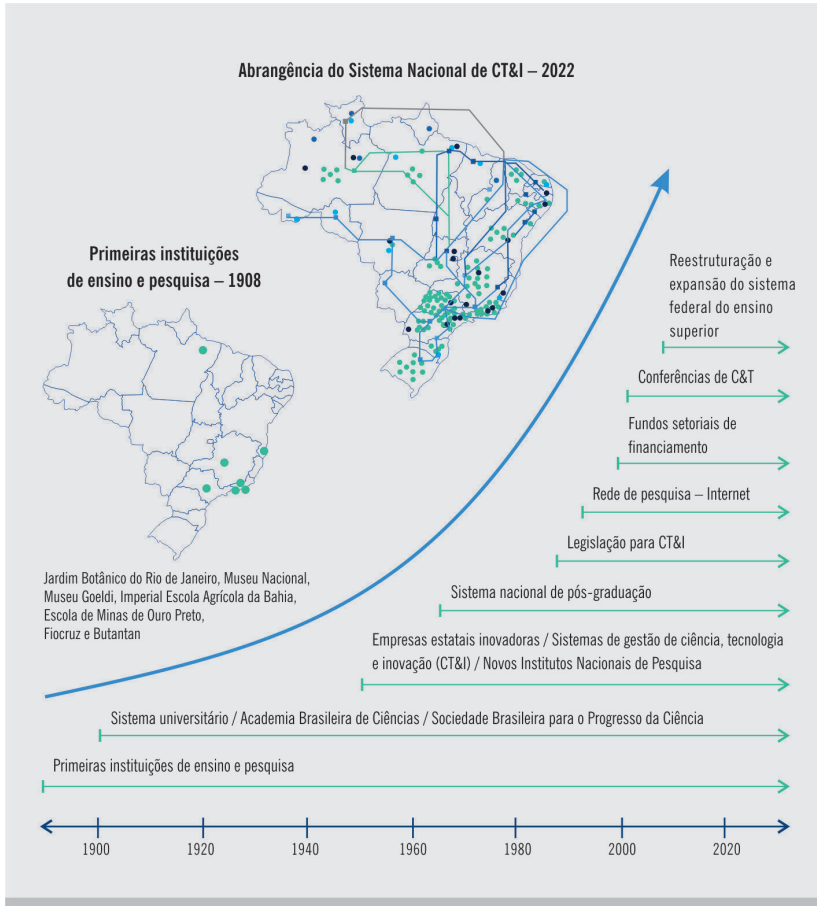 Abrangência do Sistema Nacional de CT&I – 2022
Primeiras instituições
de ensino e pesquisa – 1908
Jardim Botânico do Rio de Janeiro, Museu Nacional,
Museu Goeldi, Imperial Escola Agrícola da Bahia,
Escola de Minas de Ouro Preto,
Fiocruz e Butantan
Reestruturação e
expansão do sistema
federal do ensino
superior
Conferências de C&T
Fundos setoriais de
financiamento
Rede de pesquisa – Internet
Legislação para CT&I
Sistema nacional de pós-graduação
Empresas estatais inovadoras / Sistemas de gestão de ciência, tecnologia
e inovação (CT&I) / Novos Institutos Nacionais de Pesquisa
Sistema universitário / Academia Brasileira de Ciências / Sociedade Brasileira para o Progresso da Ciência
Primeiras instituições de ensino e pesquisa
1900 1920 1940 1960 1980 2000 2020